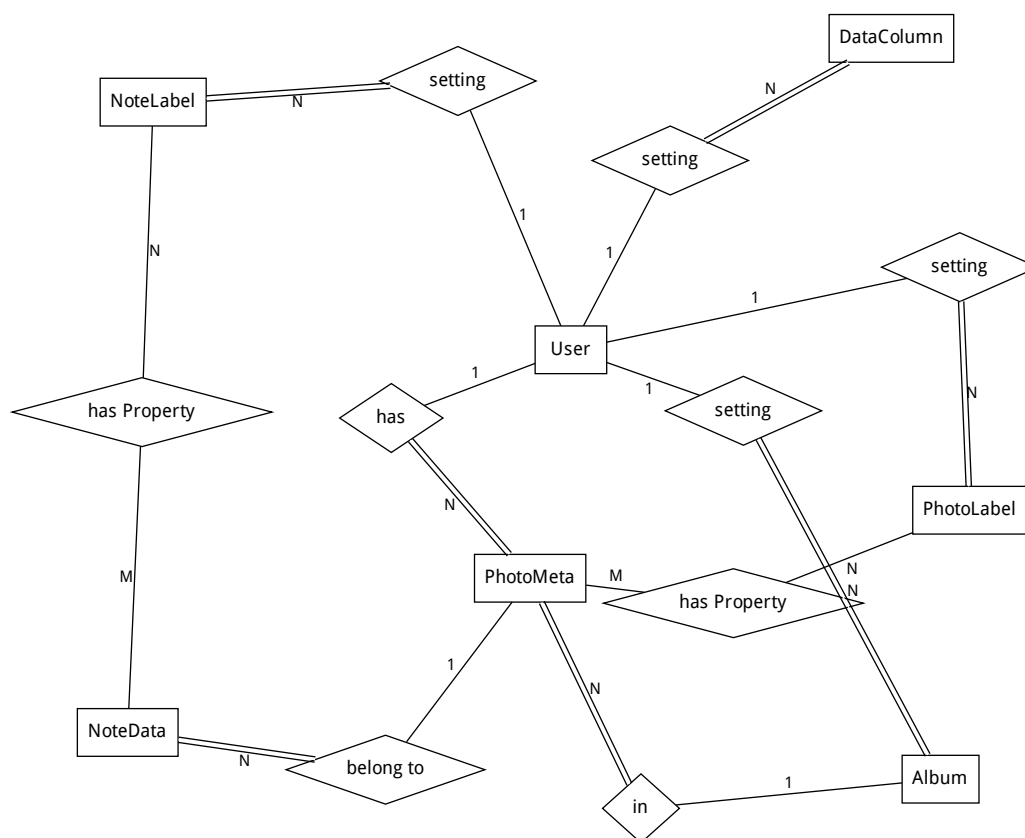 DataColumn
setting
N
NoteLabel
N
setting
1
1
N
setting
1
User
1
1
N
has
setting
has Property
N
PhotoLabel
M
PhotoMeta
M
N
N
has Property
1
N
NoteData
N
belong to
1
Album
in